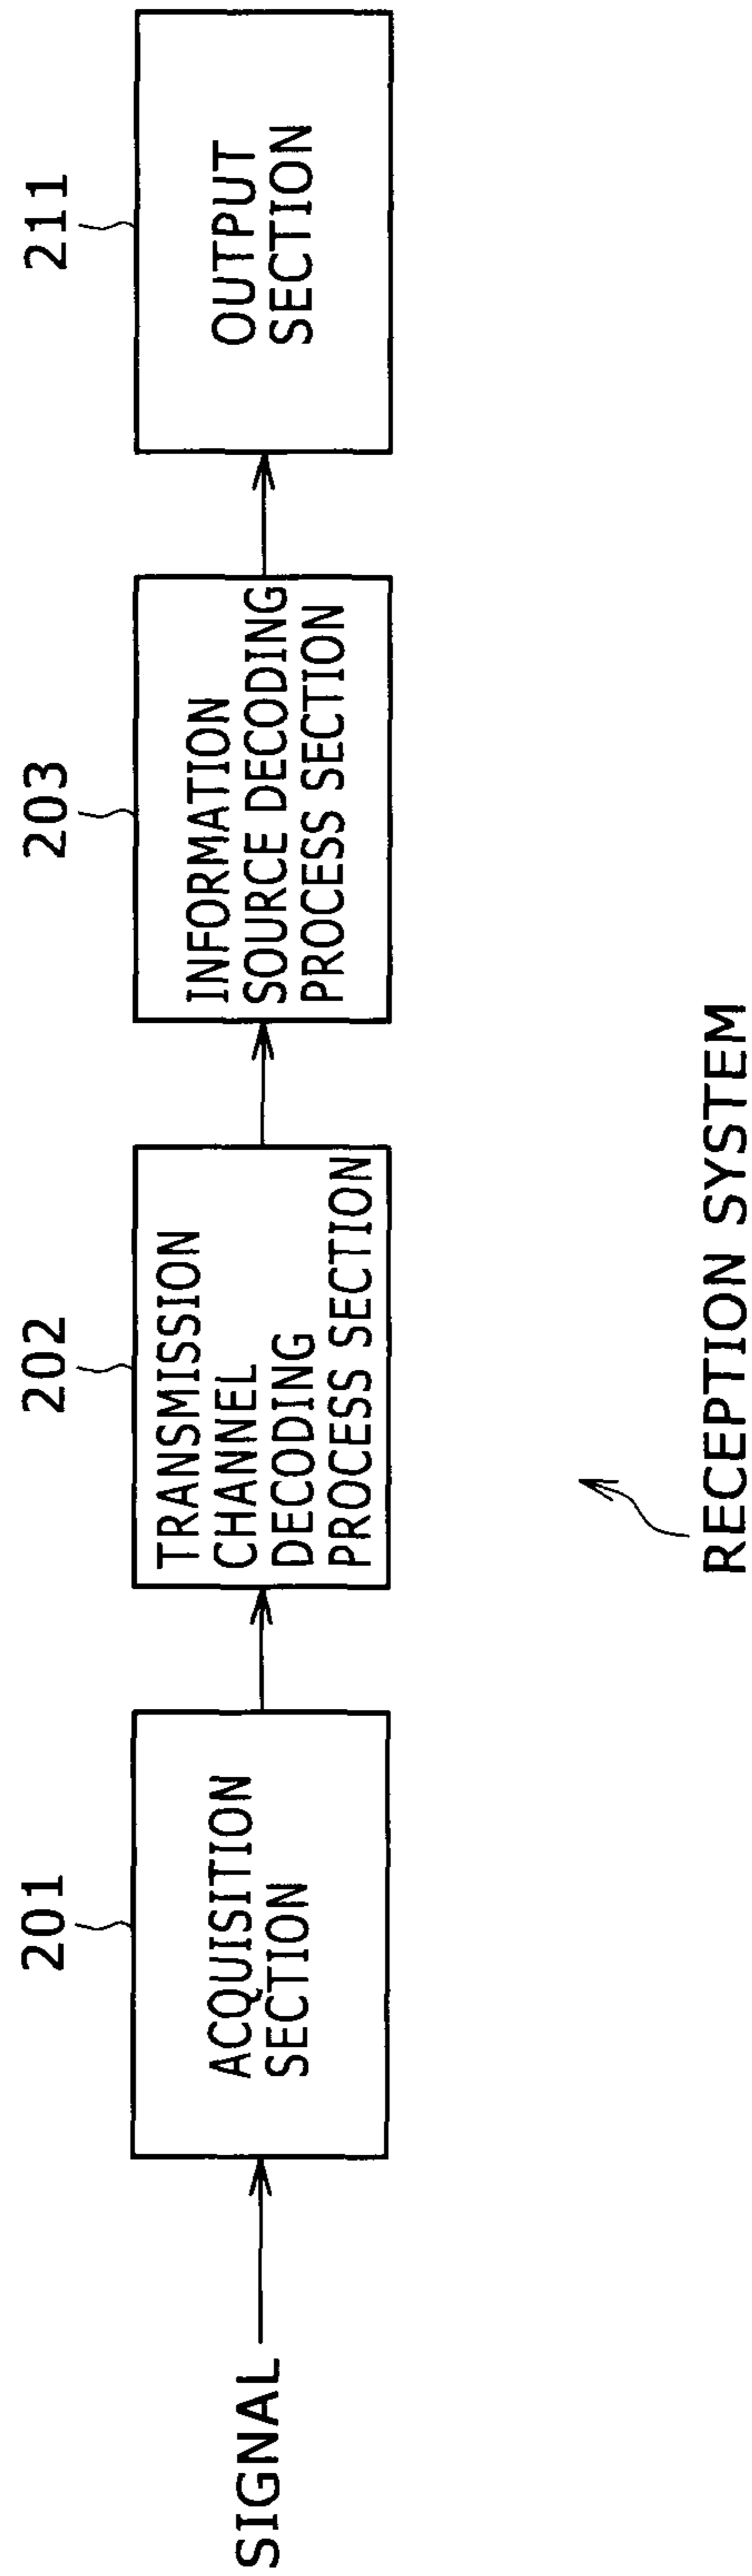 201
202
203
211
SIGNAL
ACQUISITION
SECTION
TRANSMISSION
CHANNEL
DECODING
PROCESS SECTION
INFORMATION
SOURCE DECODING
PROCESS SECTION
OUTPUT
SECTION
RECEPTION SYSTEM